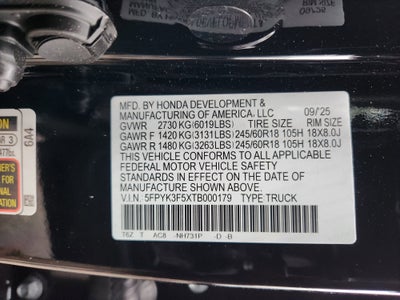 MFD. BY HONDA DEVELOPMENT &
MANUFACTURING OF AMERICA, LLC 09/'25
GVWR 2730 KG (6019LBS) TIRE SIZE RIM SIZE
GAWR F 1420 KG (3131LBS) 245/60R18 105H 18X8.0J
GAWR R 1480 KG (3263LBS) 245/60R18 105H 18X8.0J
THIS VEHICLE CONFORMS TO ALL APPLICABLE
FEDERAL MOTOR VEHICLE SAFETY
STANDARDS IN EFFECT ON THE DATE OF
MANUFACTURE SHOWN ABOVE.
V.I.N. 5FPYK3F5XTB000179 TYPE TRUCK
T6Z T AC8 -NH731P -D -B
6A4